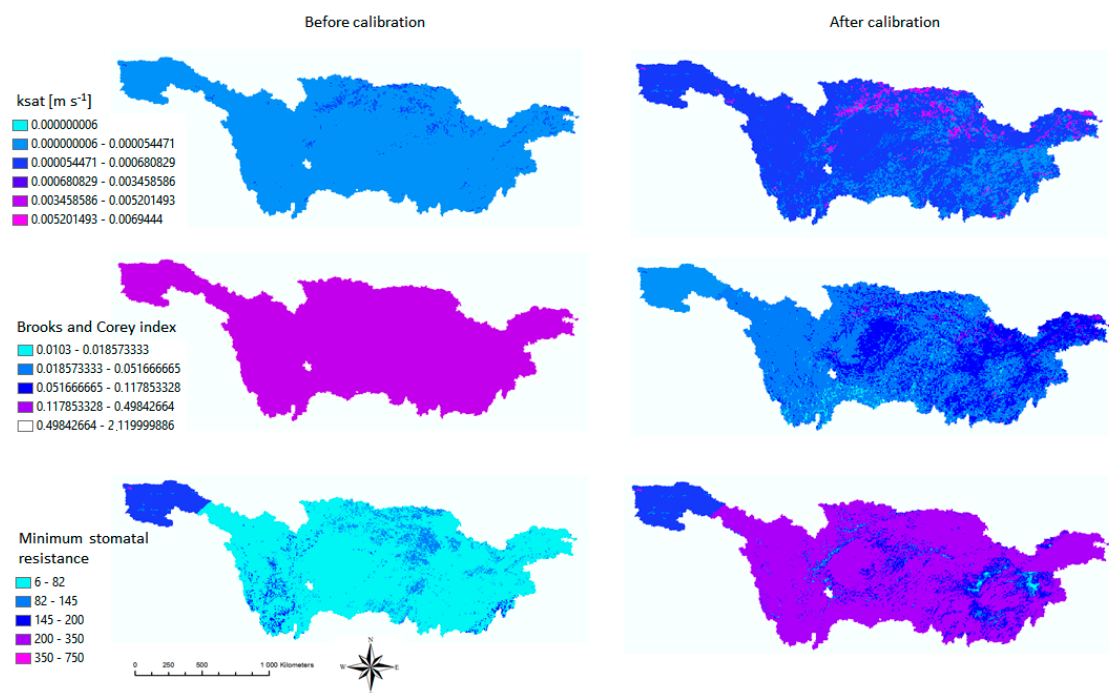 Before calibration
After calibration
ksat [m s-1]
0.000000006
0.000000006 - 0.000054471
0.000054471 - 0.000680829
0.000680829 - 0.003458586
0.003458586 - 0.005201493
0.005201493 - 0.0069444
Brooks and Corey index
0.0103 - 0.018573333
0.018573333 - 0.051666665
0.051666665 - 0.117853328
0.117853328 - 0.49842664
0.49842664 - 2.119999886
Minimum stomatal
resistance
6 - 82
82 - 145
145 - 200
200 - 350
350 - 750
0 250 500 1 000 Kilometers
N
W E
S